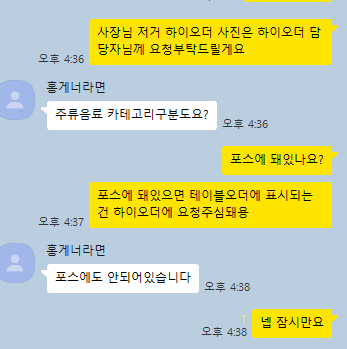 사장님 저거 하이오더 사진은 하이오더 담
당자님께 요청부탁드릴게요
오후 4:36
홍게너라면
주류음료 카테고리구분도요?
오후 4:36
포스에 돼있나요?
포스에 돼있으면 테이블오더에 표시되는
건 하이오더에 요청주심돼용
오후 4:37
홍게너라면
포스에도 안되어있습니다
오후 4:38
1
넵 잠시만요
오후 4:38